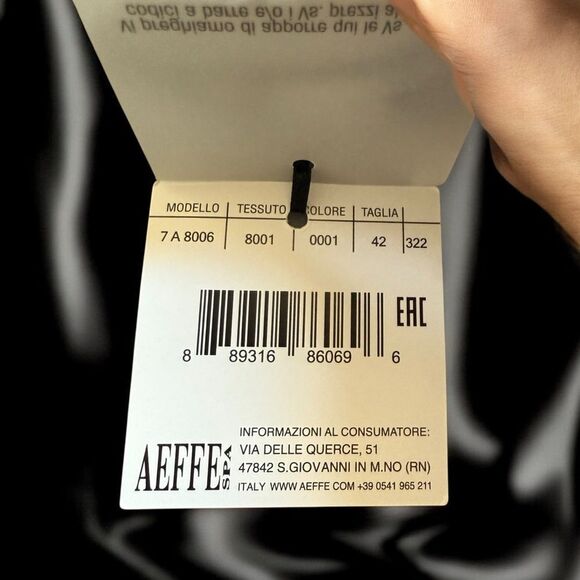 Vi preghiamo di apporre qui le Vs.
codici a barre e/o i Vs. prezzi al
MODELLO TESSUTO COLORE TAGLIA
7 A 8006 8001 0001 42 322
EAC
8 89316 86069 6
INFORMAZIONI AL CONSUMATORE:
VIA DELLE QUERCE, 51
AEFFE SPA 47842 S.GIOVANNI IN M.NO (RN)
ITALY WWW.AEFFE COM +39 0541 965 211